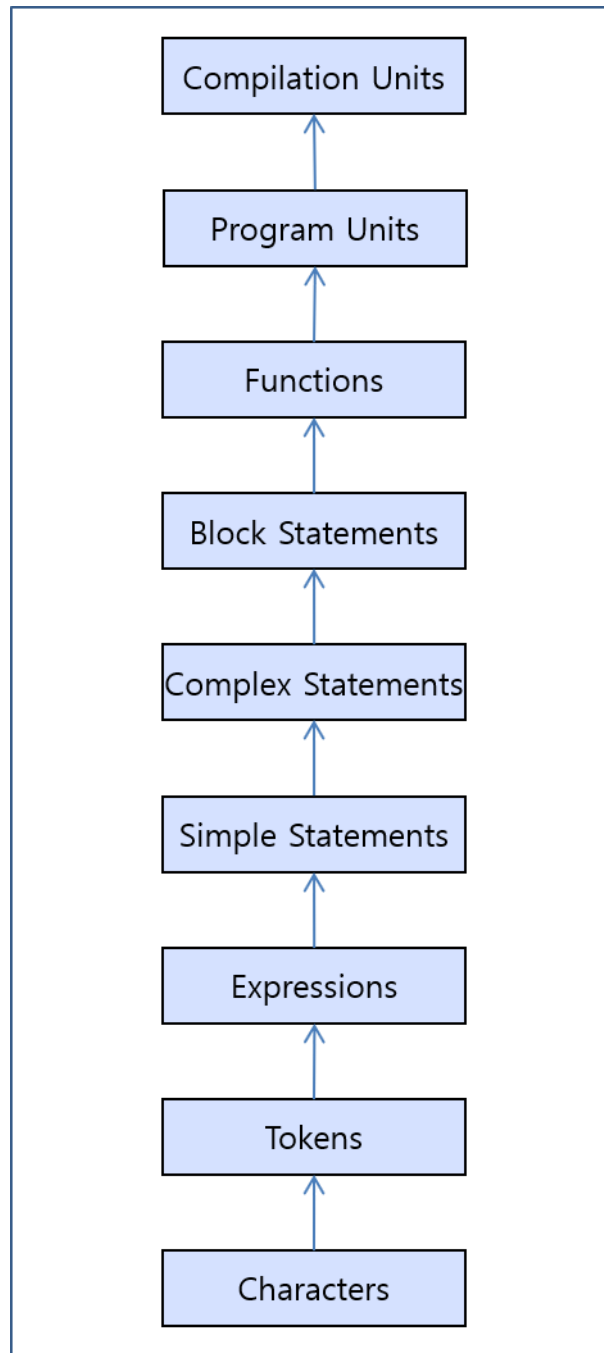 Compilation Units
Program Units
Functions
Block Statements
Complex Statements
Simple Statements
Expressions
Tokens
Characters